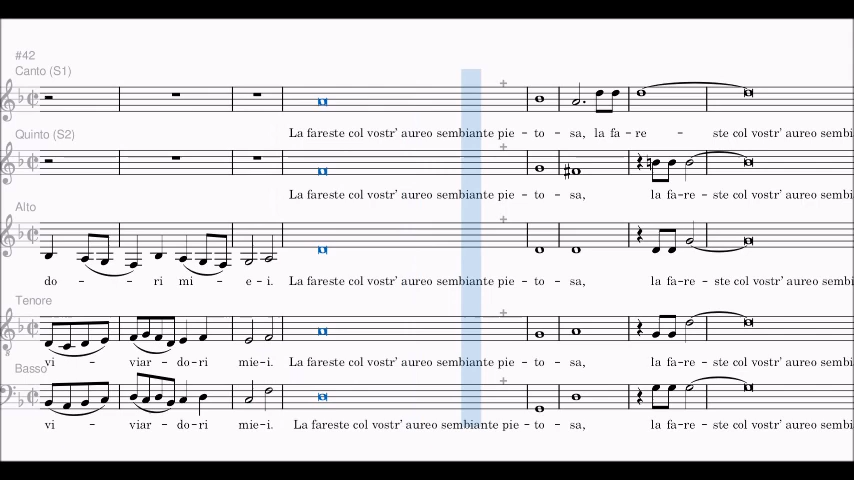 #42
Canto (S1)
La fareste col vostr' aureo sembiante pie – to – sa, la fa – re – ste col vostr' aureo sembi
Quinto (S2)
La fareste col vostr' aureo sembiante pie – to – sa, la fa – re – ste col vostr' aureo sembi
Alto
do – – ri mi – e – i. La fareste col vostr' aureo sembiante pie – to – sa, la fa – re – ste col vostr' aureo sembi
Tenore
vi – viar – do – ri mie – i. La fareste col vostr' aureo sembiante pie – to – sa, la fa – re – ste col vostr' aureo sembi
Basso
vi – viar – do – ri mie – i. La fareste col vostr' aureo sembiante pie – to – sa, la fa – re – ste col vostr' aureo sembi